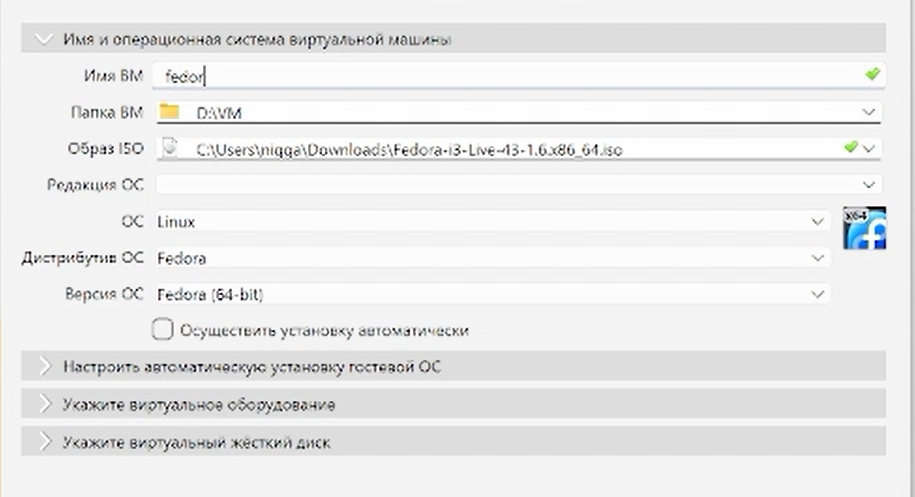 Имя и операционная система виртуальной машины
Имя ВМ fedor
Папка ВМ D:\VM
Образ ISO C:\Users\niqqa\Downloads\Fedora-i3-Live-43-1.6.x86_64.iso
Редакция ОС
ОС Linux
x64
Дистрибутив ОС Fedora
Версия ОС Fedora (64-bit)
Осуществить установку автоматически
Настроить автоматическую установку гостевой ОС
Укажите виртуальное оборудование
Укажите виртуальный жёсткий диск